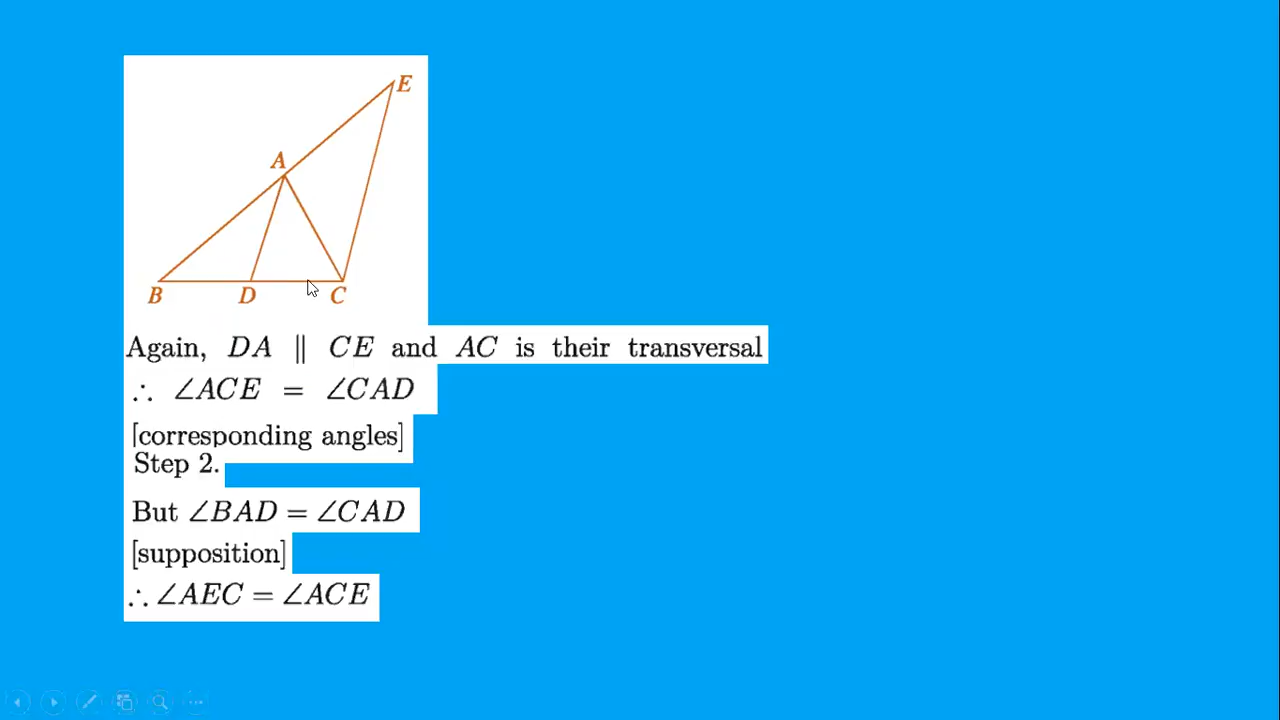 E
A
B D C
Again, DA ∥ CE and AC is their transversal
∴ ∠ACE = ∠CAD
[corresponding angles]
Step 2.
But ∠BAD = ∠CAD
[supposition]
∴ ∠AEC = ∠ACE